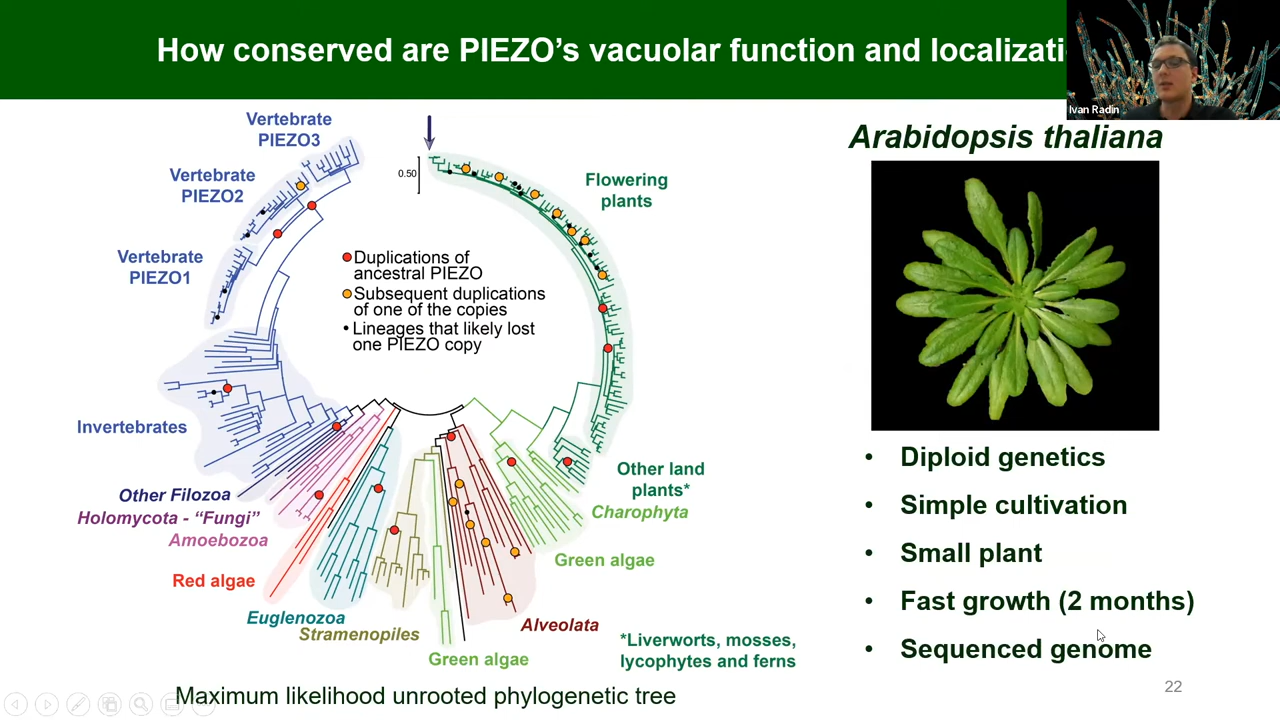 How conserved are PIEZO's vacuolar function and
Ivan Radin
Vertebrate
PIEZO3
Vertebrate
PIEZO2
Vertebrate
PIEZO1
0.50
Flowering
plants
Duplications of
ancestral PIEZO
Subsequent duplications
of one of the copies
• Lineages that likely lost
one PIEZO copy
Invertebrates
Other Filozoa
Holomycota - “Fungi”
Amoebozoa
Red algae
Euglenozoa
Stramenopiles
Green algae
Alveolata
Green algae
Charophyta
Other land
plants*
*Liverworts, mosses,
lycophytes and ferns
Maximum likelihood unrooted phylogenetic tree
Arabidopsis thaliana
• Diploid genetics
• Simple cultivation
• Small plant
• Fast growth (2 months)
• Sequenced genome
22